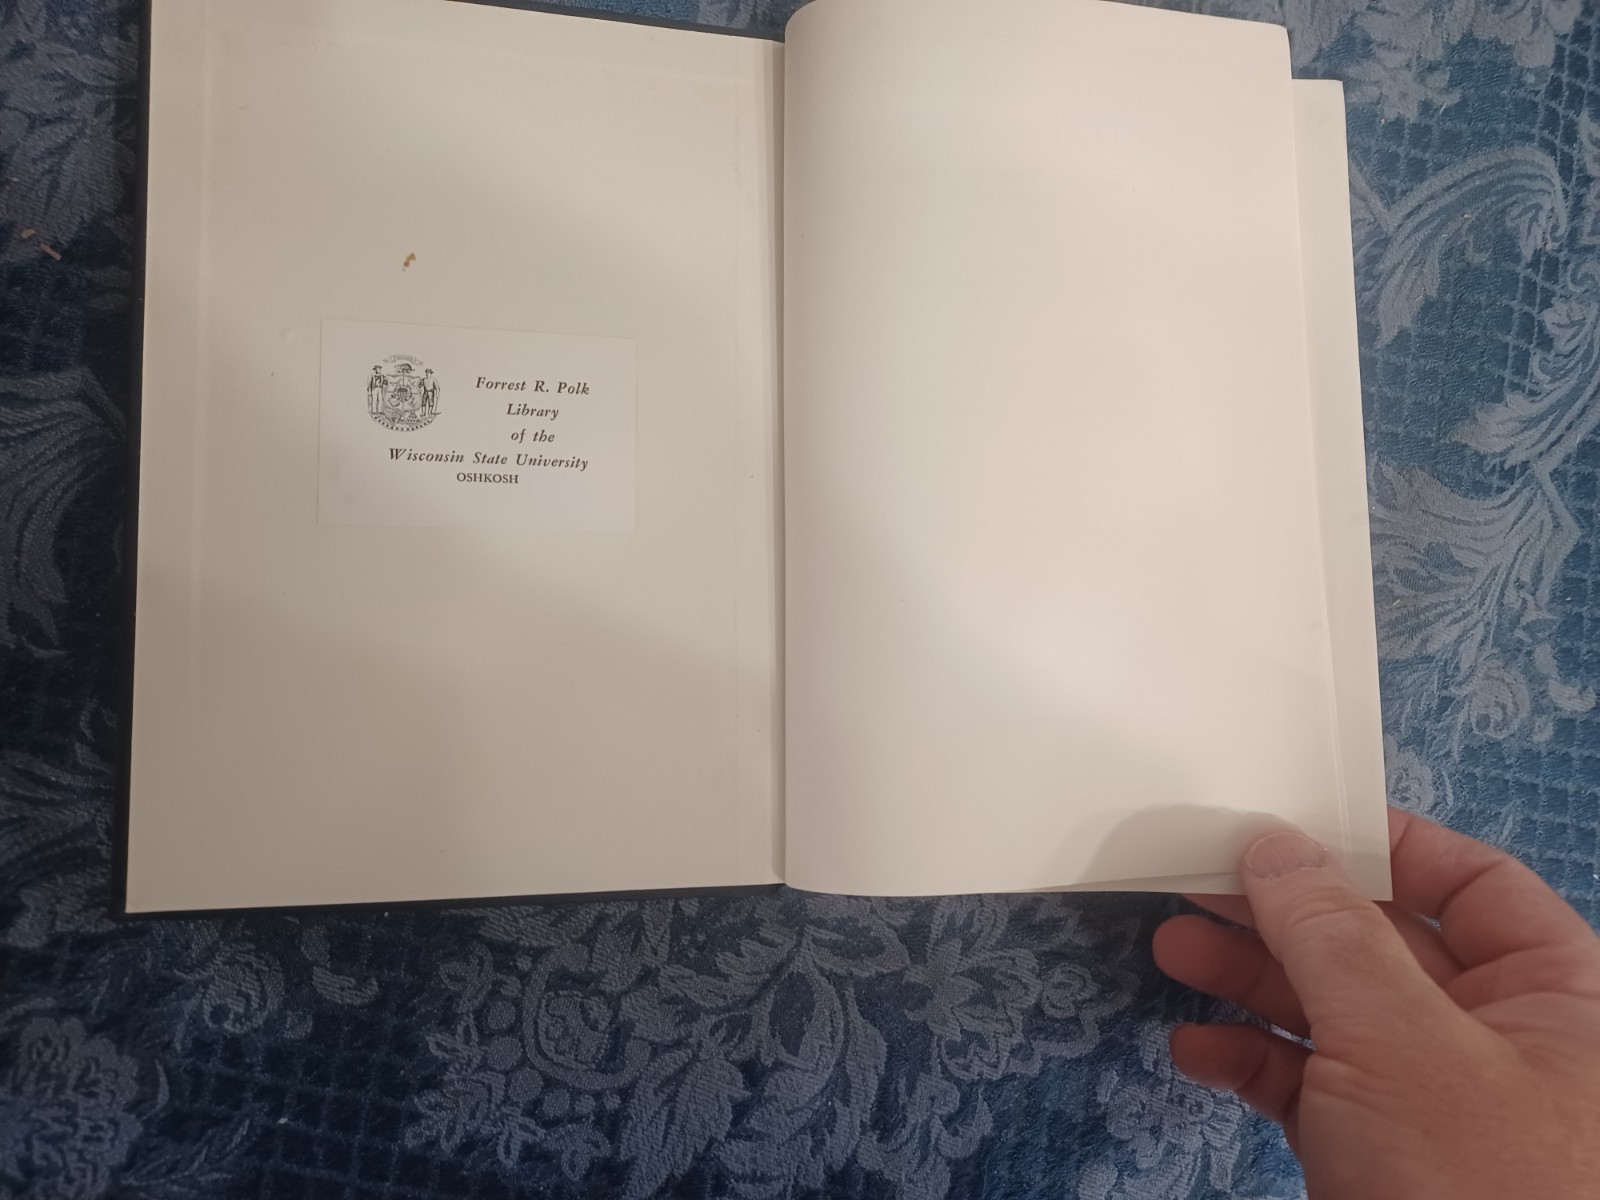 Forrest R. Polk
Library
of the
Wisconsin State University
OSHKOSH